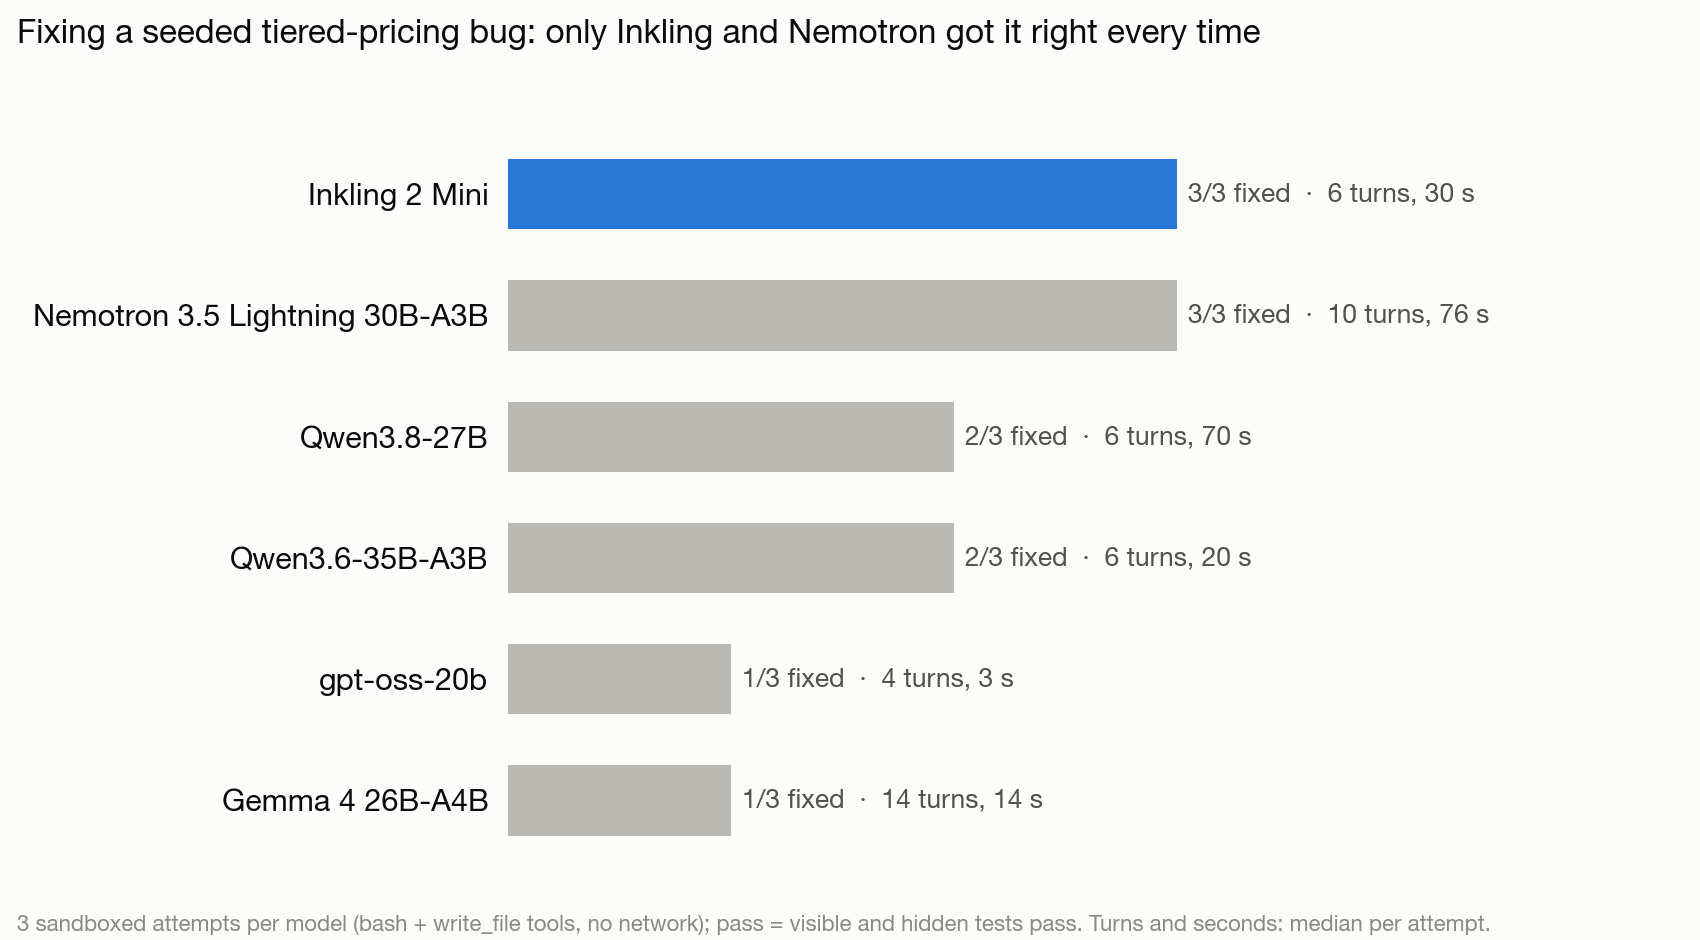 Fixing a seeded tiered-pricing bug: only Inkling and Nemotron got it right every time
Inkling 2 Mini 3/3 fixed · 6 turns, 30 s
Nemotron 3.5 Lightning 30B-A3B 3/3 fixed · 10 turns, 76 s
Qwen3.8-27B 2/3 fixed · 6 turns, 70 s
Qwen3.6-35B-A3B 2/3 fixed · 6 turns, 20 s
gpt-oss-20b 1/3 fixed · 4 turns, 3 s
Gemma 4 26B-A4B 1/3 fixed · 14 turns, 14 s
3 sandboxed attempts per model (bash + write_file tools, no network); pass = visible and hidden tests pass. Turns and seconds: median per attempt.